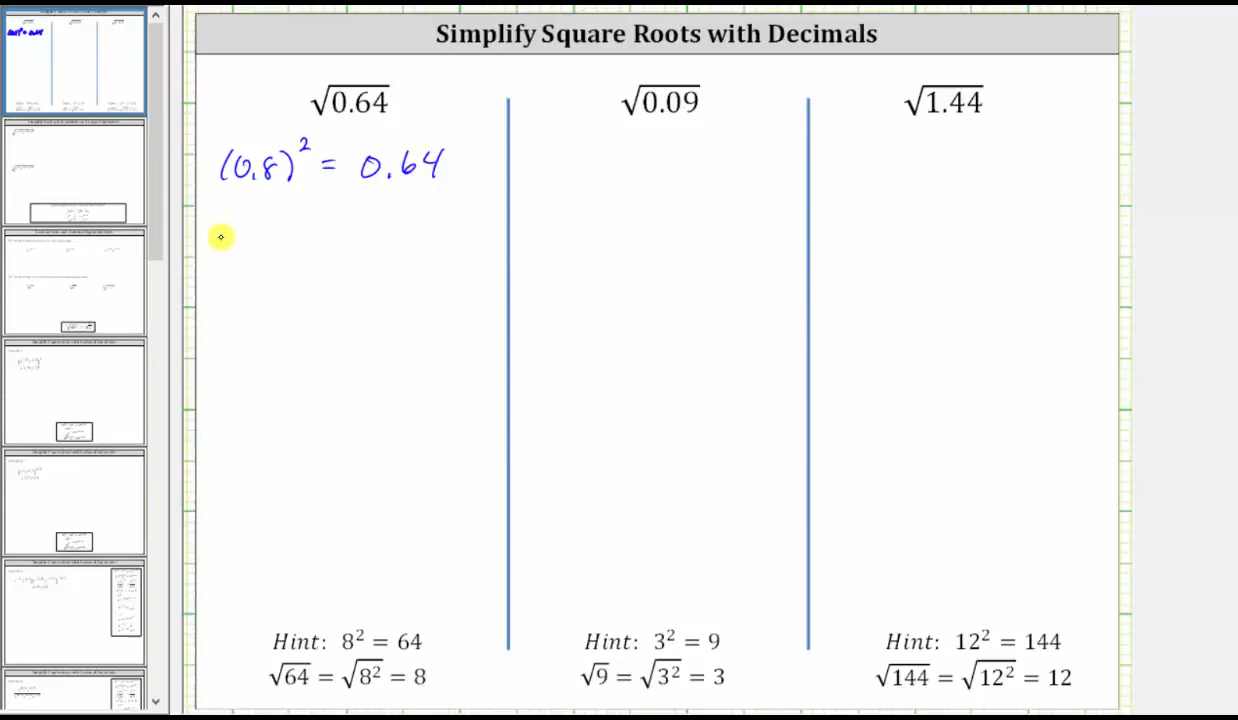 Simplify Square Roots with Decimals
√0.64
(0.8)² = 0.64
Hint: 8² = 64
√64 = √8² = 8
√0.09
Hint: 3² = 9
√9 = √3² = 3
√1.44
Hint: 12² = 144
√144 = √12² = 12